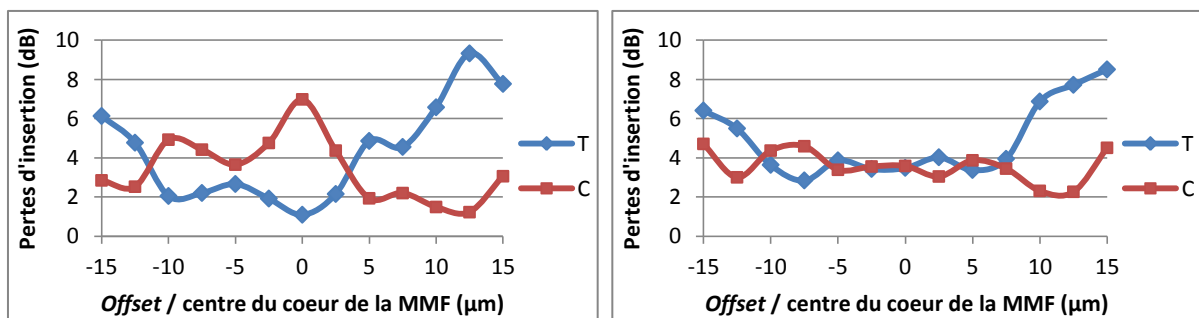 Pertes d'insertion (dB)
10
8
6
4
2
0
-15 -10 -5 0 5 10 15
Offset / centre du coeur de la MMF (µm)
T
C
Pertes d'insertion (dB)
10
8
6
4
2
0
-15 -10 -5 0 5 10 15
Offset / centre du coeur de la MMF (µm)
T
C